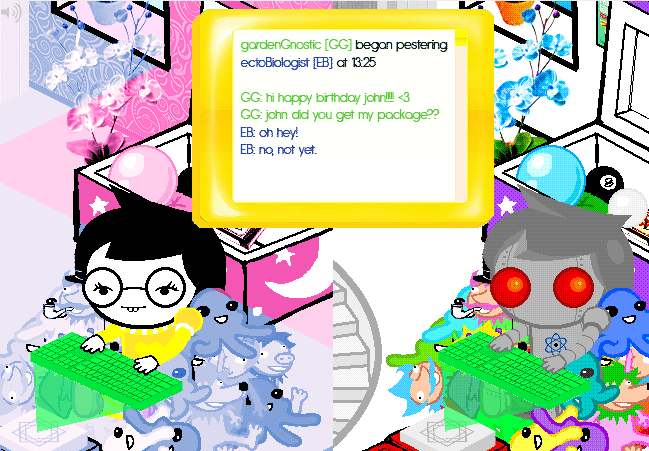 gardenGnostic [GG] began pestering
ectoBiologist [EB] at 13:25
GG: hi happy birthday john!!!! <3
GG: john did you get my package??
EB: oh hey!
EB: no, not yet.
8